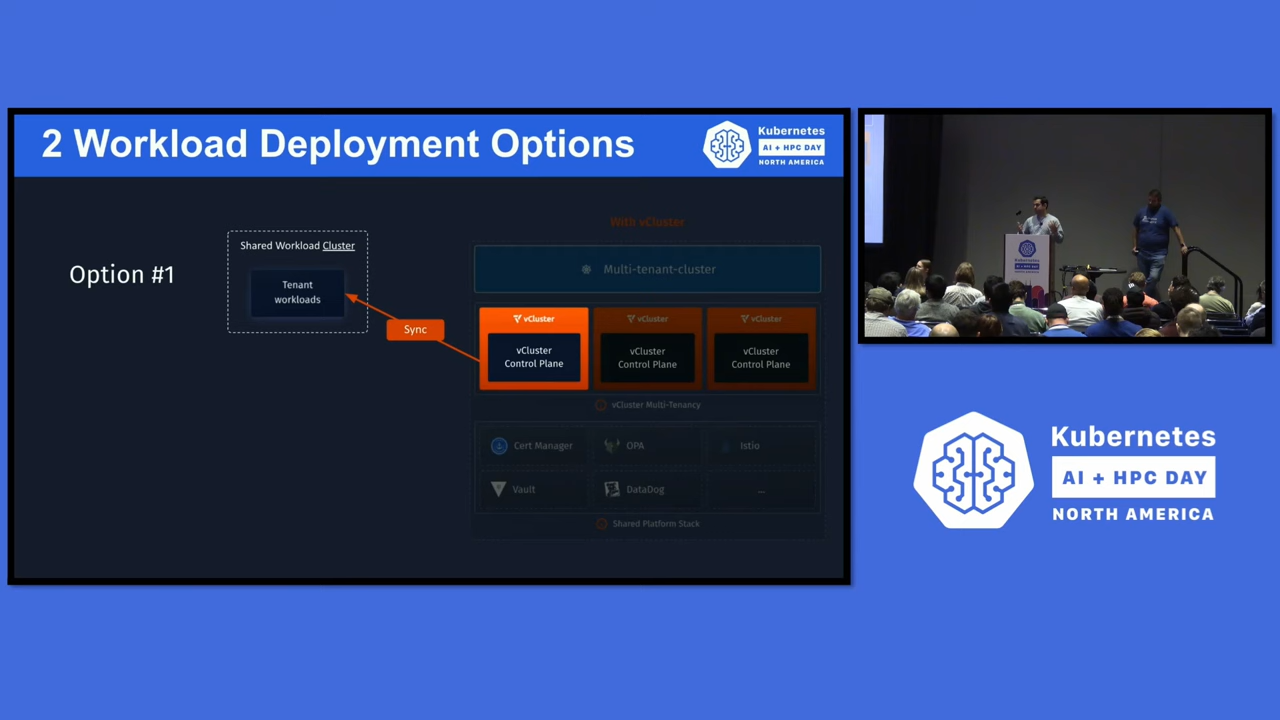 2 Workload Deployment Options
Kubernetes
AI + HPC DAY
NORTH AMERICA
Option #1
Shared Workload Cluster
Tenant
workloads
Sync
With vCluster
Multi-tenant-cluster
vCluster
vCluster
Control Plane
vCluster
vCluster
Control Plane
vCluster
vCluster
Control Plane
vCluster Multi-Tenancy
Cert Manager
OPA
Istio
Vault
DataDog
...
Shared Platform Stack
Kubernetes
AI + HPC DAY
NORTH AMERICA